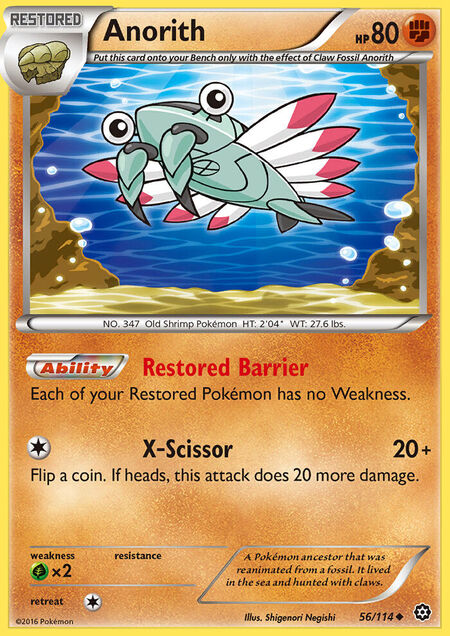 RESTORED
Anorith HP 80
Put this card onto your Bench only with the effect of Claw Fossil Anorith
NO. 347 Old Shrimp Pokémon HT: 2'04" WT: 27.6 lbs.
Ability Restored Barrier
Each of your Restored Pokémon has no Weakness.
X-Scissor 20+
Flip a coin. If heads, this attack does 20 more damage.
weakness resistance
×2
A Pokémon ancestor that was
reanimated from a fossil. It lived
in the sea and hunted with claws.
retreat
©2016 Pokémon Illus. Shigenori Negishi 56/114 ◆